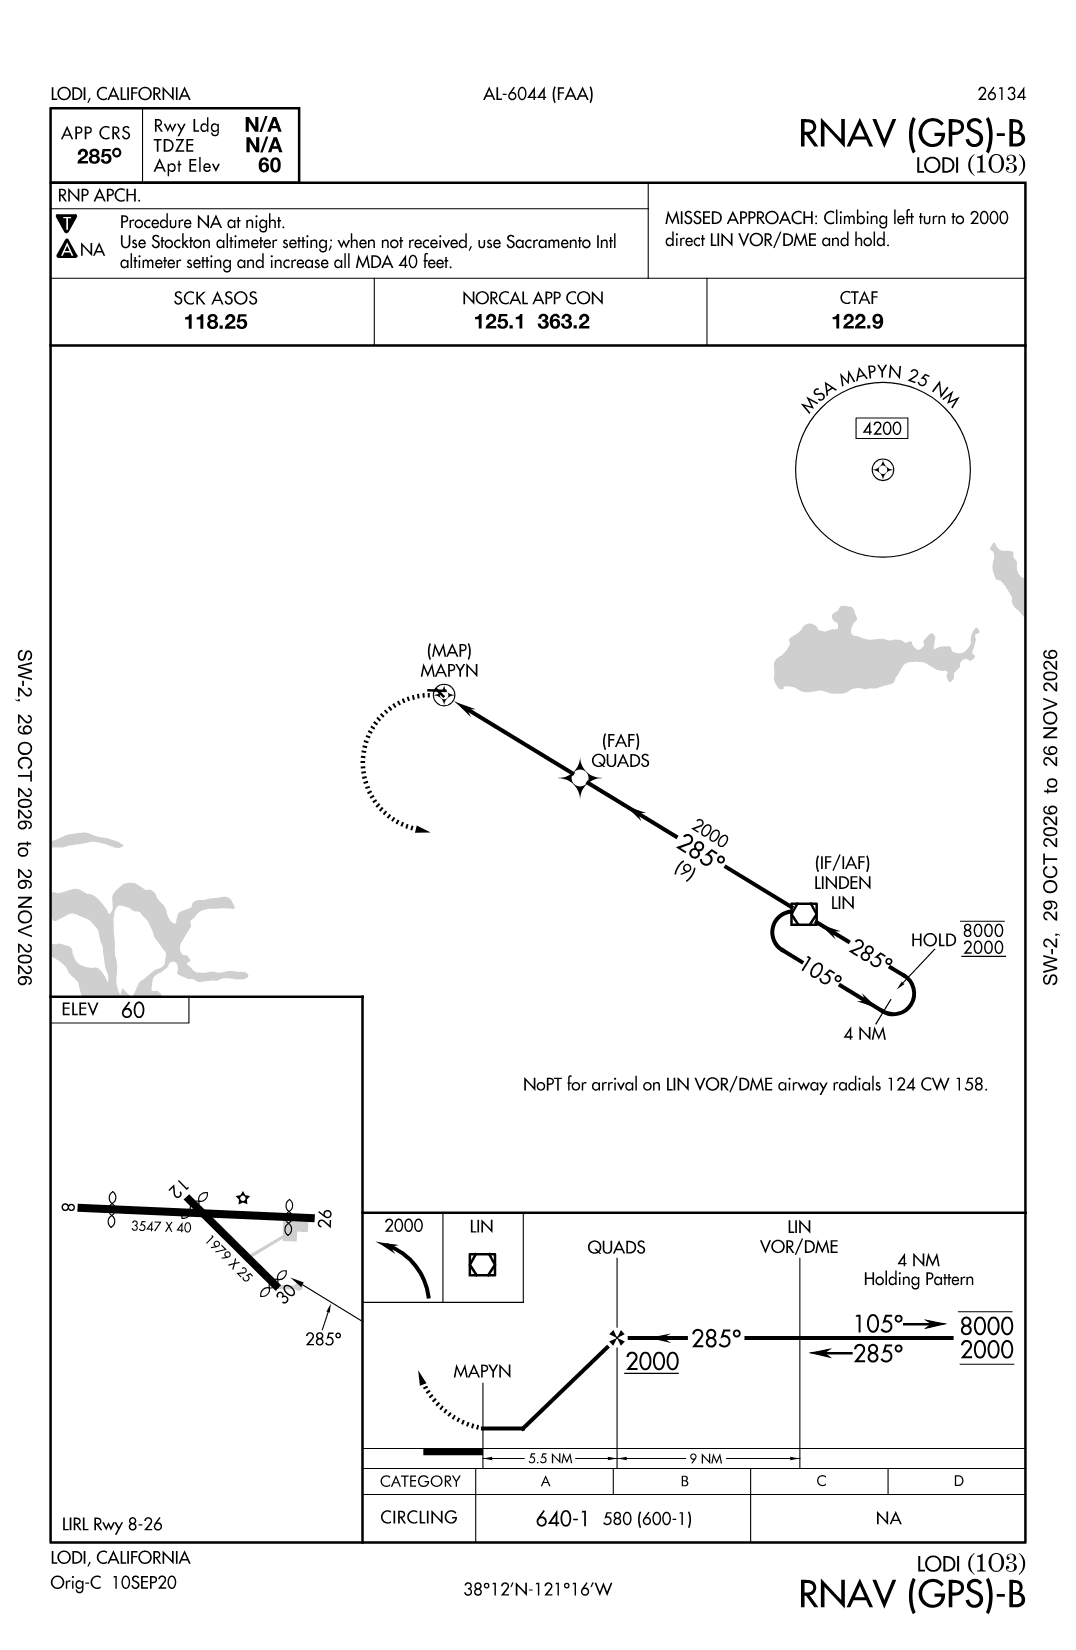 LODI, CALIFORNIA
AL-6044 (FAA)
26134
APP CRS
285°
Rwy Ldg N/A
TDZE N/A
Apt Elev 60
RNAV (GPS)-B
LODI (1O3)
RNP APCH.
T
A NA
Procedure NA at night.
Use Stockton altimeter setting; when not received, use Sacramento Intl
altimeter setting and increase all MDA 40 feet.
MISSED APPROACH: Climbing left turn to 2000
direct LIN VOR/DME and hold.
SCK ASOS
118.25
NORCAL APP CON
125.1 363.2
CTAF
122.9
MSA MAPYN 25 NM
4200
(MAP)
MAPYN
(FAF)
QUADS
2000
285°
(9)
(IF/IAF)
LINDEN
LIN
HOLD
8000
2000
285°
105°
4 NM
NoPT for arrival on LIN VOR/DME airway radials 124 CW 158.
SW-2, 29 OCT 2026 to 26 NOV 2026
SW-2, 29 OCT 2026 to 26 NOV 2026
ELEV 60
8
12
26
3547 X 40
1979 X 25
30
285°
LIRL Rwy 8-26
2000
LIN
QUADS
LIN
VOR/DME
4 NM
Holding Pattern
105°
285°
285°
8000
2000
2000
MAPYN
5.5 NM
9 NM
CATEGORY A B C D
CIRCLING 640-1 580 (600-1) NA
LODI, CALIFORNIA
Orig-C 10SEP20
38°12'N-121°16'W
LODI (1O3)
RNAV (GPS)-B